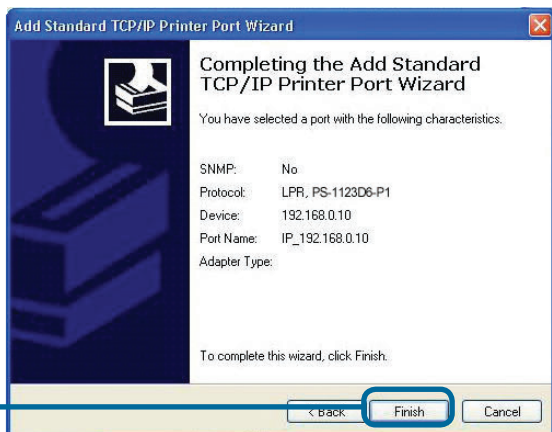 Add Standard TCP/IP Printer Port Wizard
Completing the Add Standard
TCP/IP Printer Port Wizard
You have selected a port with the following characteristics.
SNMP: No
Protocol: LPR, PS-1123D6-P1
Device: 192.168.0.10
Port Name: IP_192.168.0.10
Adapter Type:
To complete this wizard, click Finish.
< Back Finish Cancel